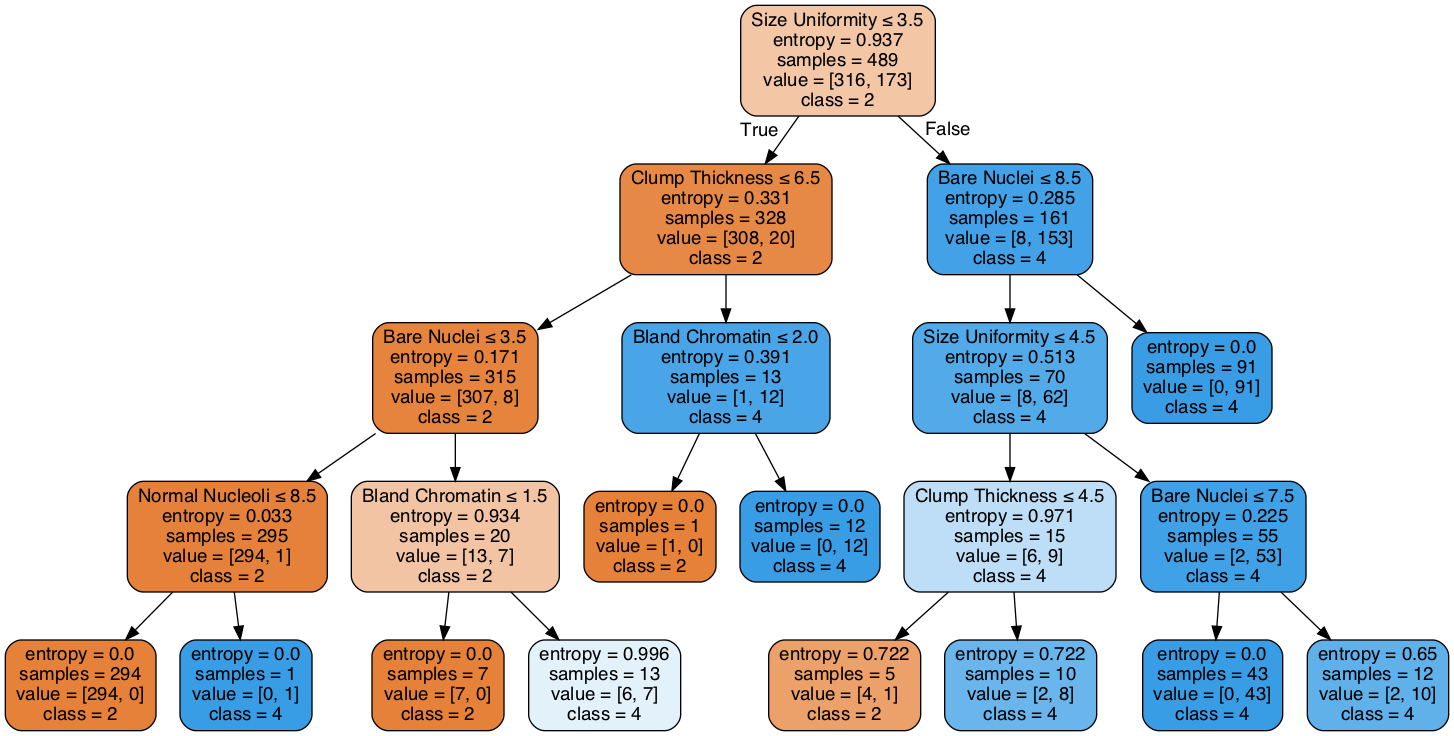 Size Uniformity ≤ 3.5
entropy = 0.937
samples = 489
value = [316, 173]
class = 2
True
False
Clump Thickness ≤ 6.5
entropy = 0.331
samples = 328
value = [308, 20]
class = 2
Bare Nuclei ≤ 8.5
entropy = 0.285
samples = 161
value = [8, 153]
class = 4
Bare Nuclei ≤ 3.5
entropy = 0.171
samples = 315
value = [307, 8]
class = 2
Bland Chromatin ≤ 2.0
entropy = 0.391
samples = 13
value = [1, 12]
class = 4
Size Uniformity ≤ 4.5
entropy = 0.513
samples = 70
value = [8, 62]
class = 4
entropy = 0.0
samples = 91
value = [0, 91]
class = 4
Normal Nucleoli ≤ 8.5
entropy = 0.033
samples = 295
value = [294, 1]
class = 2
Bland Chromatin ≤ 1.5
entropy = 0.934
samples = 20
value = [13, 7]
class = 2
entropy = 0.0
samples = 1
value = [1, 0]
class = 2
entropy = 0.0
samples = 12
value = [0, 12]
class = 4
Clump Thickness ≤ 4.5
entropy = 0.971
samples = 15
value = [6, 9]
class = 4
Bare Nuclei ≤ 7.5
entropy = 0.225
samples = 55
value = [2, 53]
class = 4
entropy = 0.0
samples = 294
value = [294, 0]
class = 2
entropy = 0.0
samples = 1
value = [0, 1]
class = 4
entropy = 0.0
samples = 7
value = [7, 0]
class = 2
entropy = 0.996
samples = 13
value = [6, 7]
class = 4
entropy = 0.722
samples = 5
value = [4, 1]
class = 2
entropy = 0.722
samples = 10
value = [2, 8]
class = 4
entropy = 0.0
samples = 43
value = [0, 43]
class = 4
entropy = 0.65
samples = 12
value = [2, 10]
class = 4